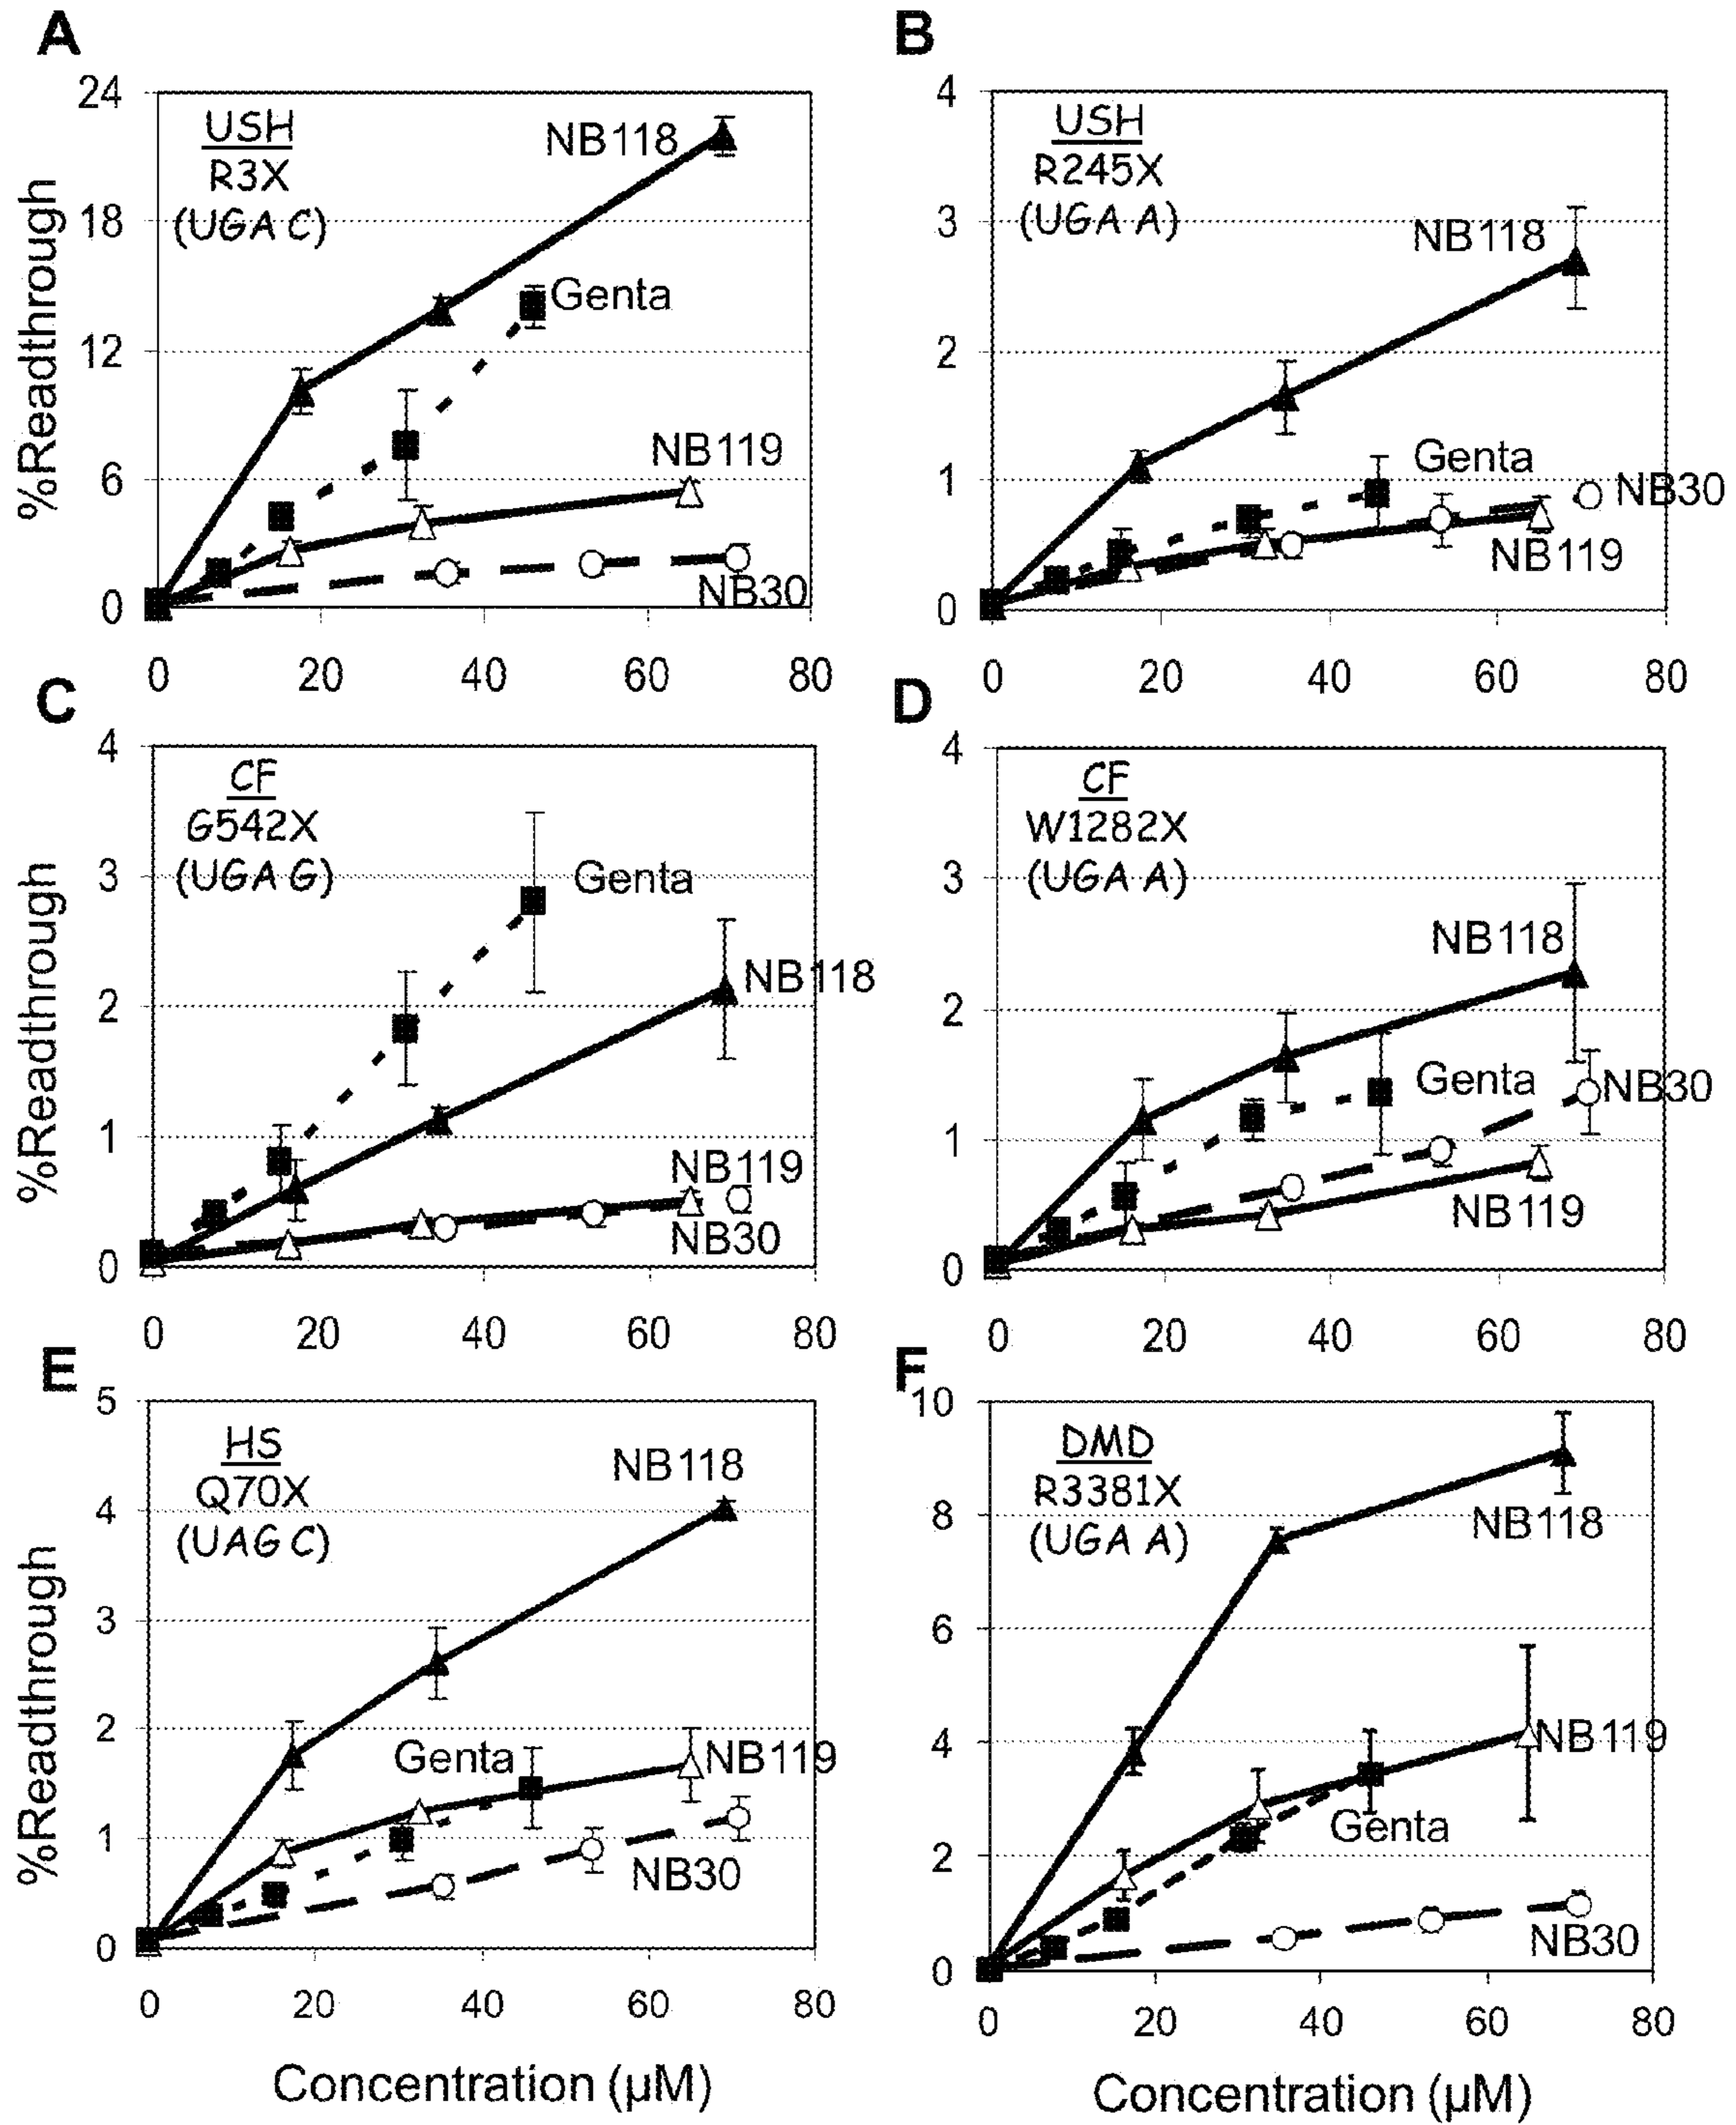 A
%Readthrough
24
18
12
6
0
USH
R3X
(UGA C)
NB118
Genta
NB119
NB30
0 20 40 60 80
B
4
3
2
1
0
USH
R245X
(UGA A)
NB118
Genta
NB30
NB119
0 20 40 60 80
C
%Readthrough
4
3
2
1
0
CF
G542X
(UGA G)
Genta
NB118
NB119
NB30
0 20 40 60 80
D
4
3
2
1
0
CF
W1282X
(UGA A)
NB118
Genta
NB30
NB119
0 20 40 60 80
E
%Readthrough
5
4
3
2
1
0
HS
Q70X
(UAG C)
NB118
Genta
NB119
NB30
0 20 40 60 80
Concentration (µM)
F
10
8
6
4
2
0
DMD
R3381X
(UGA A)
NB118
NB119
Genta
NB30
0 20 40 60 80
Concentration (µM)